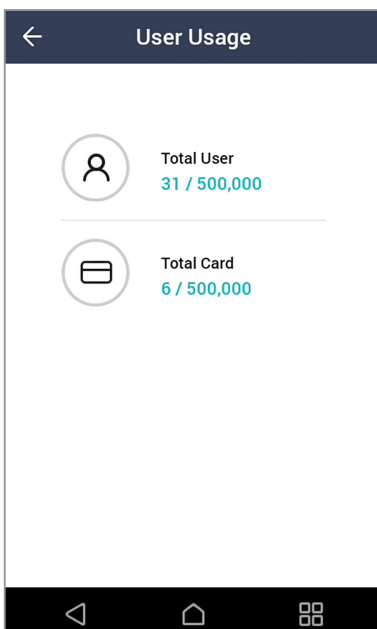 User Usage
Total User
31 / 500,000
Total Card
6 / 500,000